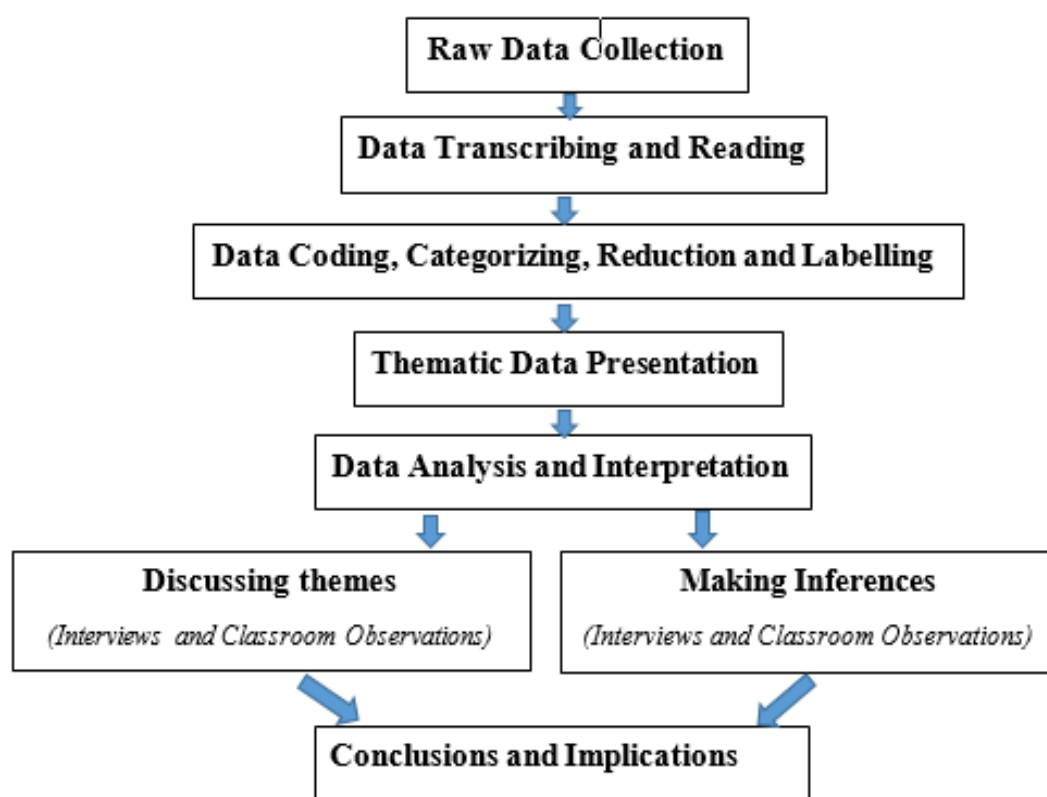 Raw Data Collection
Data Transcribing and Reading
Data Coding, Categorizing, Reduction and Labelling
Thematic Data Presentation
Data Analysis and Interpretation
Discussing themes
(Interviews and Classroom Observations)
Making Inferences
(Interviews and Classroom Observations)
Conclusions and Implications